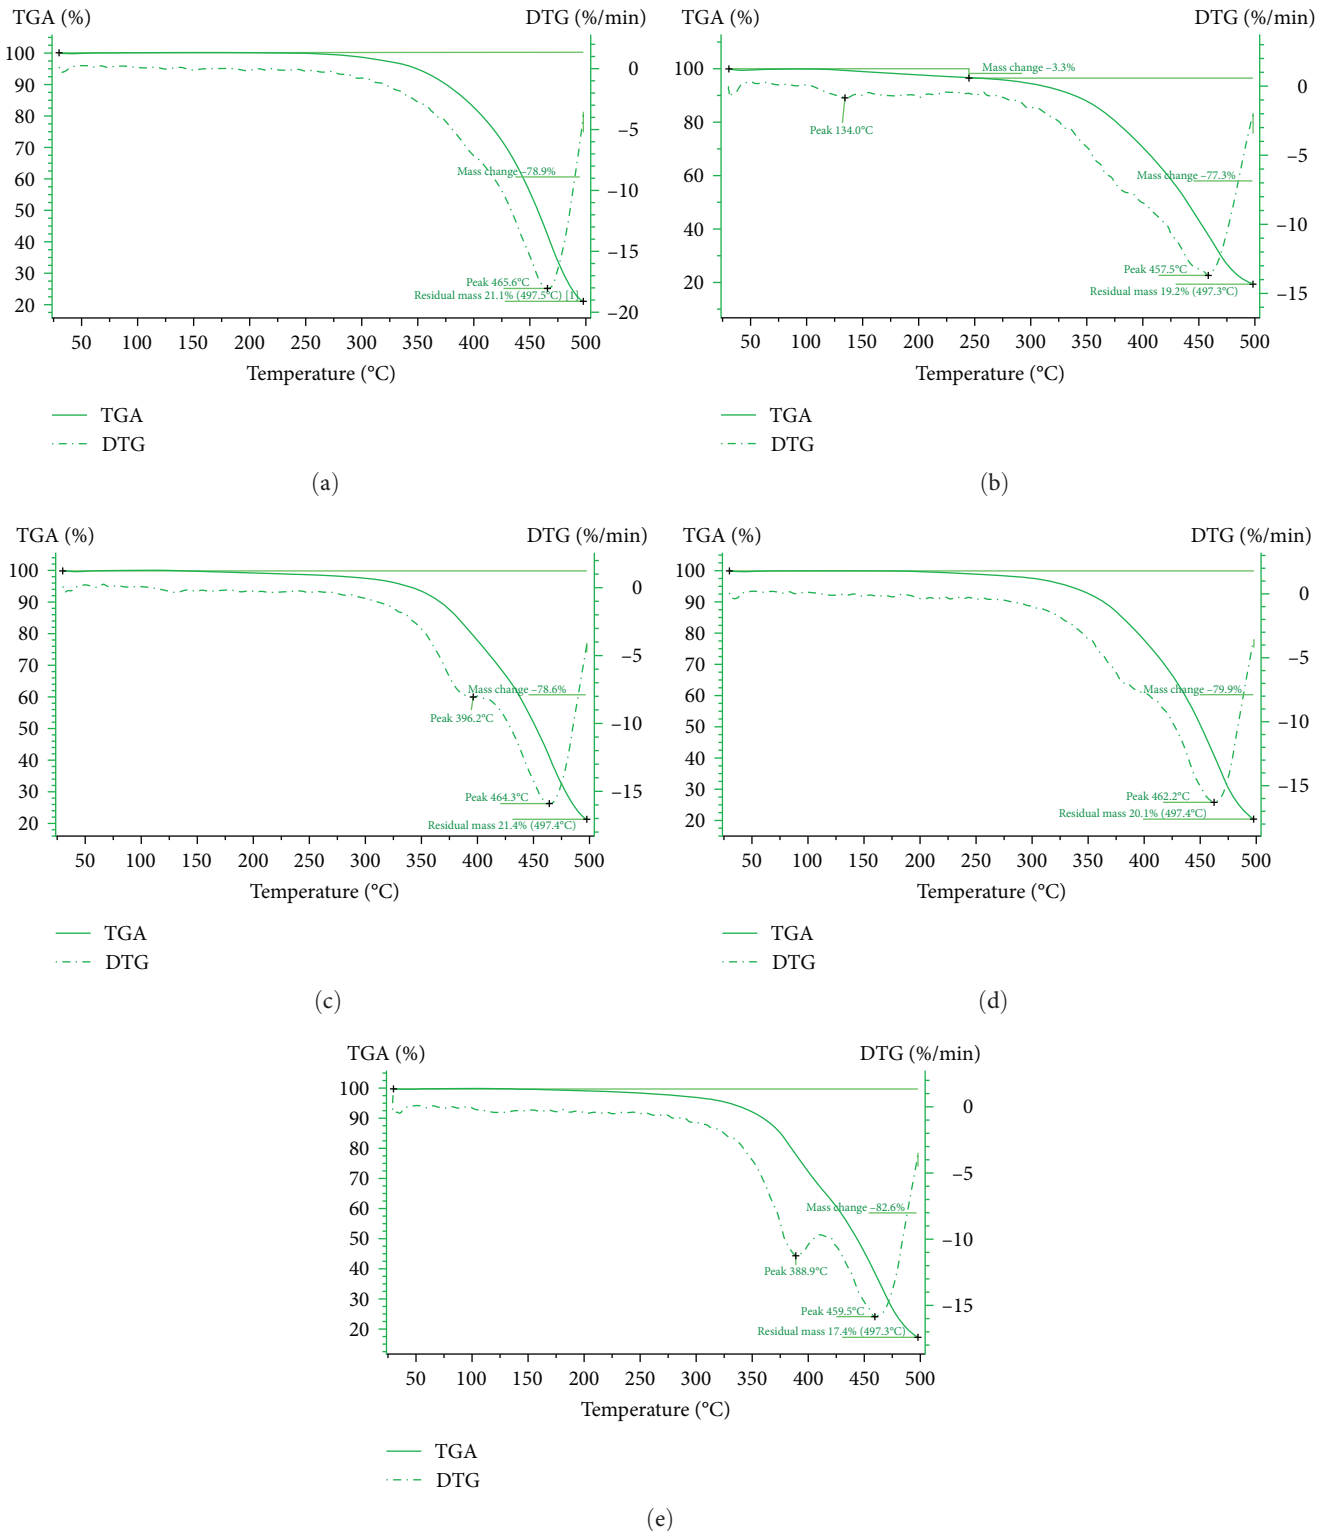 TGA (%) DTG (%/min)
100
90
80
70
60
50
40
30
20
0
−5
−10
−15
−20
Mass change −78.9%
Peak 465.6°C
Residual mass 21.1% (497.5°C) [1]
50 100 150 200 250 300 350 400 450 500
Temperature (°C)
TGA
DTG
(a)
TGA (%) DTG (%/min)
100
80
60
40
20
0
−5
−10
−15
Mass change −3.3%
Peak 134.0°C
Mass change −77.3%
Peak 457.5°C
Residual mass 19.2% (497.3°C)
50 100 150 200 250 300 350 400 450 500
Temperature (°C)
TGA
DTG
(b)
TGA (%) DTG (%/min)
100
90
80
70
60
50
40
30
20
0
−5
−10
−15
Mass change −78.6%
Peak 396.2°C
Peak 464.3°C
Residual mass 21.4% (497.4°C)
50 100 150 200 250 300 350 400 450 500
Temperature (°C)
TGA
DTG
(c)
TGA (%) DTG (%/min)
100
90
80
70
60
50
40
30
20
0
−5
−10
−15
Mass change −79.9%
Peak 462.2°C
Residual mass 20.1% (497.4°C)
50 100 150 200 250 300 350 400 450 500
Temperature (°C)
TGA
DTG
(d)
TGA (%) DTG (%/min)
100
90
80
70
60
50
40
30
20
0
−5
−10
−15
Mass change −82.6%
Peak 388.9°C
Peak 459.5°C
Residual mass 17.4% (497.3°C)
50 100 150 200 250 300 350 400 450 500
Temperature (°C)
TGA
DTG
(e)